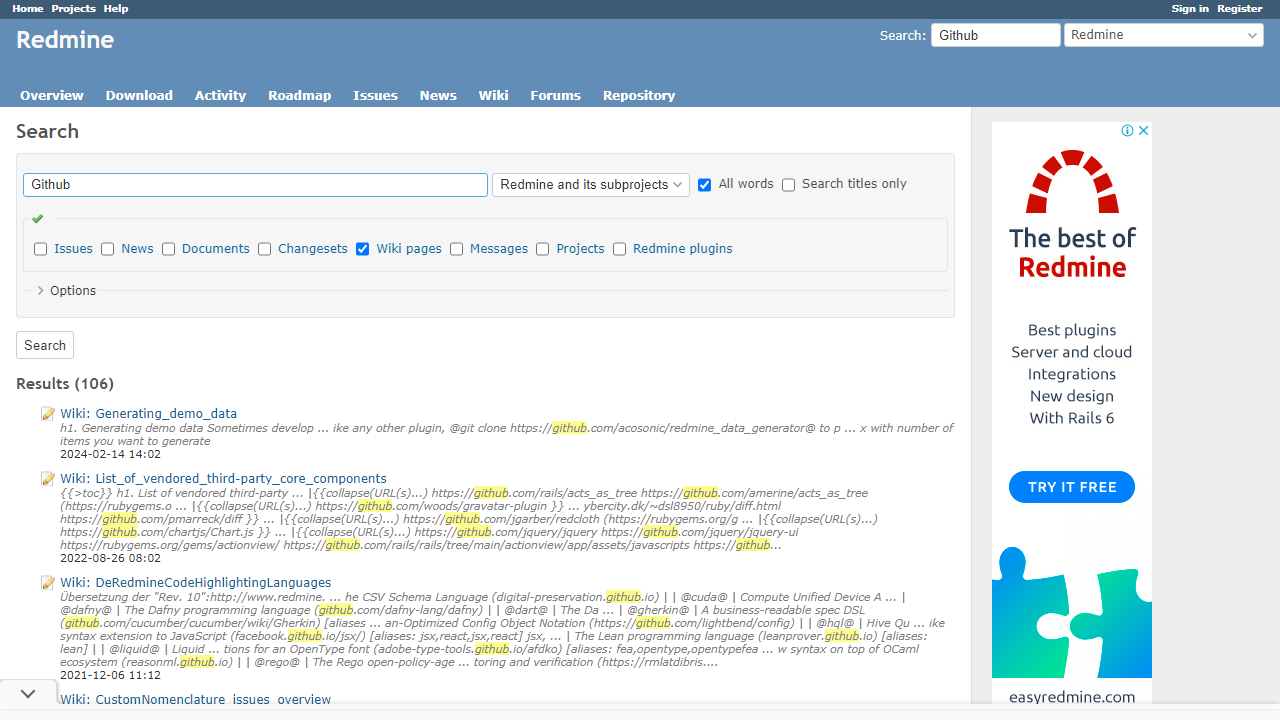 Home Projects Help Sign in Register
Redmine
Search: Github Redmine
Overview Download Activity Roadmap Issues News Wiki Forums Repository
Search
Github Redmine and its subprojects All words Search titles only
Issues News Documents Changesets Wiki pages Messages Projects Redmine plugins
Options
Search
Results (106)
Wiki: Generating_demo_data
h1. Generating demo data Sometimes develop ... ike any other plugin, @git clone https://github.com/acosonic/redmine_data_generator@ to p ... x with number of
items you want to generate
2024-02-14 14:02
Wiki: List_of_vendored_third-party_core_components
{{>toc}} h1. List of vendored third-party ... |{{collapse(URL(s)...) https://github.com/rails/acts_as_tree https://github.com/amerine/acts_as_tree
(https://rubygems.o ... |{{collapse(URL(s)...) https://github.com/woods/gravatar-plugin }} ... ybercity.dk/~dsl8950/ruby/diff.html
https://github.com/pmarreck/diff }} ... |{{collapse(URL(s)...) https://github.com/jgarber/redcloth (https://rubygems.org/g ... |{{collapse(URL(s)...)
https://github.com/chartjs/Chart.js }} ... |{{collapse(URL(s)...) https://github.com/jquery/jquery https://github.com/jquery/jquery-ui
https://rubygems.org/gems/actionview/ https://github.com/rails/rails/tree/main/actionview/app/assets/javascripts https://github...
2022-08-26 08:02
Wiki: DeRedmineCodeHighlightingLanguages
Übersetzung der "Rev. 10":http://www.redmine. ... he CSV Schema Language (digital-preservation.github.io) | | @cuda@ | Compute Unified Device A ... |
@dafny@ | The Dafny programming language (github.com/dafny-lang/dafny) | | @dart@ | The Da ... | @gherkin@ | A business-readable spec DSL
(github.com/cucumber/cucumber/wiki/Gherkin) [aliases ... an-Optimized Config Object Notation (https://github.com/lightbend/config) | | @hql@ | Hive Qu ... ike
syntax extension to JavaScript (facebook.github.io/jsx/) [aliases: jsx,react,jsx,react] jsx, ... | The Lean programming language (leanprover.github.io) [aliases:
lean] | | @liquid@ | Liquid ... tions for an OpenType font (adobe-type-tools.github.io/afdko) [aliases: fea,opentype,opentypefea ... w syntax on top of OCaml
ecosystem (reasonml.github.io) | | @rego@ | The Rego open-policy-age ... toring and verification (https://rmlatdibris....
2021-12-06 11:12
Wiki: CustomNomenclature_issues_overview
The best of
Redmine
Best plugins
Server and cloud
Integrations
New design
With Rails 6
TRY IT FREE
easyredmine.com